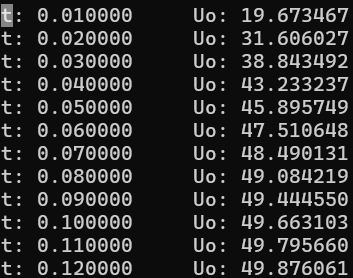 t: 0.010000 Uo: 19.673467
t: 0.020000 Uo: 31.606027
t: 0.030000 Uo: 38.843492
t: 0.040000 Uo: 43.233237
t: 0.050000 Uo: 45.895749
t: 0.060000 Uo: 47.510648
t: 0.070000 Uo: 48.490131
t: 0.080000 Uo: 49.084219
t: 0.090000 Uo: 49.444550
t: 0.100000 Uo: 49.663103
t: 0.110000 Uo: 49.795660
t: 0.120000 Uo: 49.876061